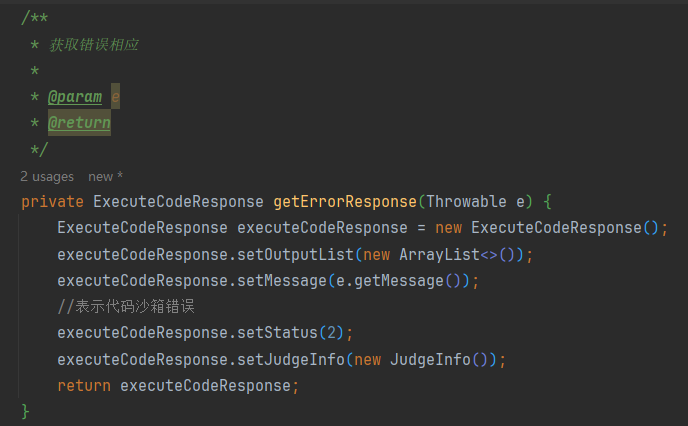 /**
 * 获取错误相应
 *
 * @param e
 * @return
 */
2 usages new *
private ExecuteCodeResponse getErrorResponse(Throwable e) {
    ExecuteCodeResponse executeCodeResponse = new ExecuteCodeResponse();
    executeCodeResponse.setOutputList(new ArrayList<>());
    executeCodeResponse.setMessage(e.getMessage());
    //表示代码沙箱错误
    executeCodeResponse.setStatus(2);
    executeCodeResponse.setJudgeInfo(new JudgeInfo());
    return executeCodeResponse;
}